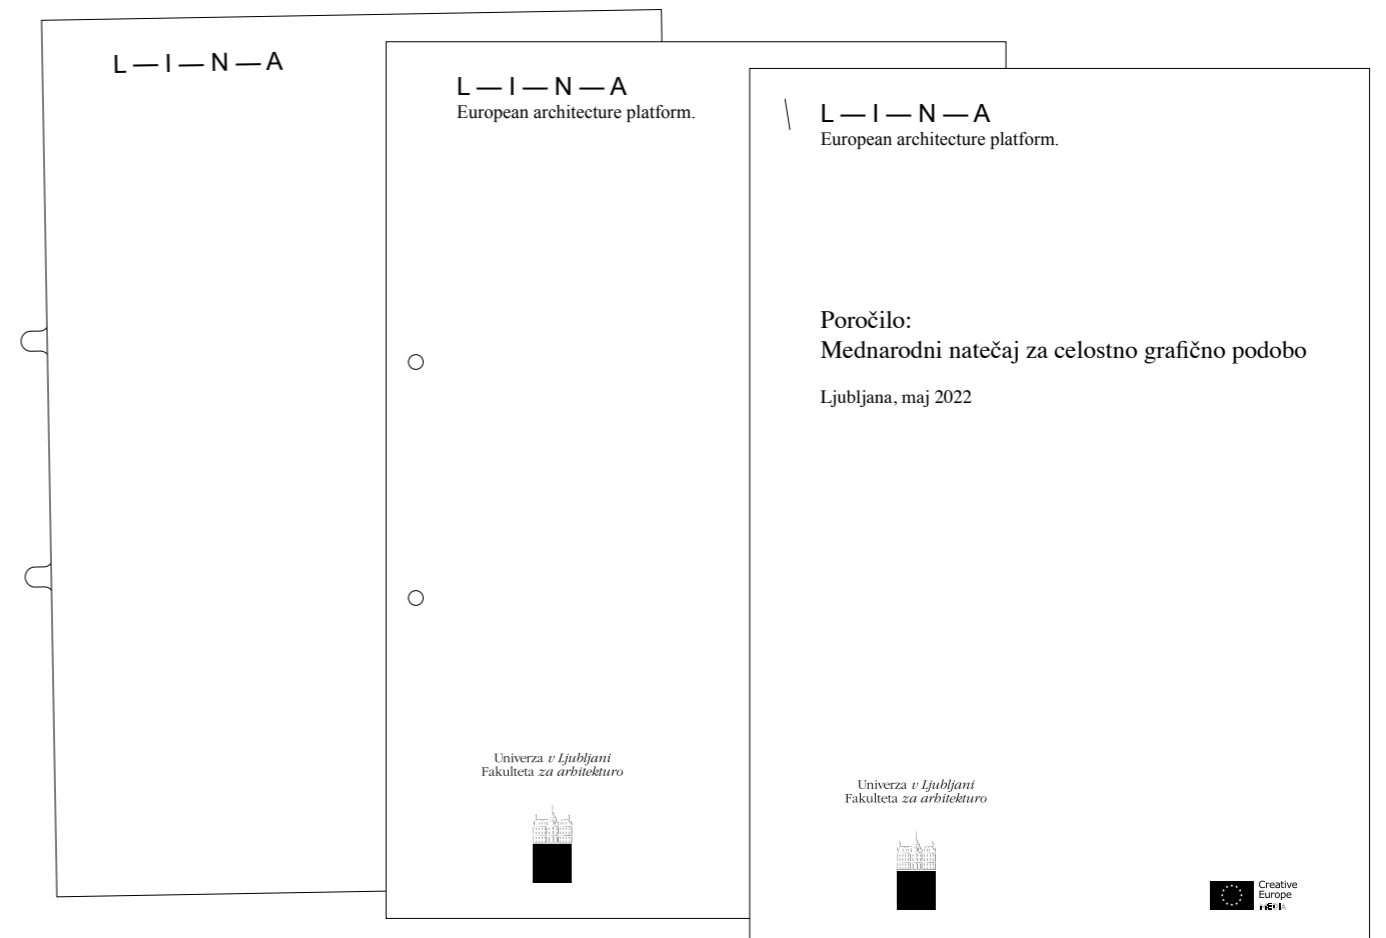 L — I — N — A
L — I — N — A
European architecture platform.
Univerza v Ljubljani
Fakulteta za arhitekturo
L — I — N — A
European architecture platform.
Poročilo:
Mednarodni natečaj za celostno grafično podobo
Ljubljana, maj 2022
Univerza v Ljubljani
Fakulteta za arhitekturo
Creative
Europe
MEDIA